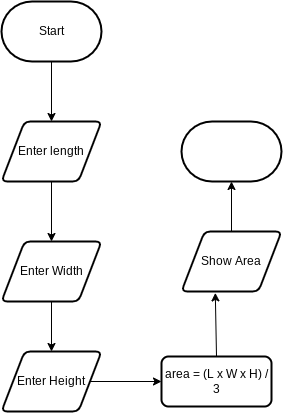 Start
Enter length
Enter Width
Enter Height
area = (L x W x H) /
3
Show Area